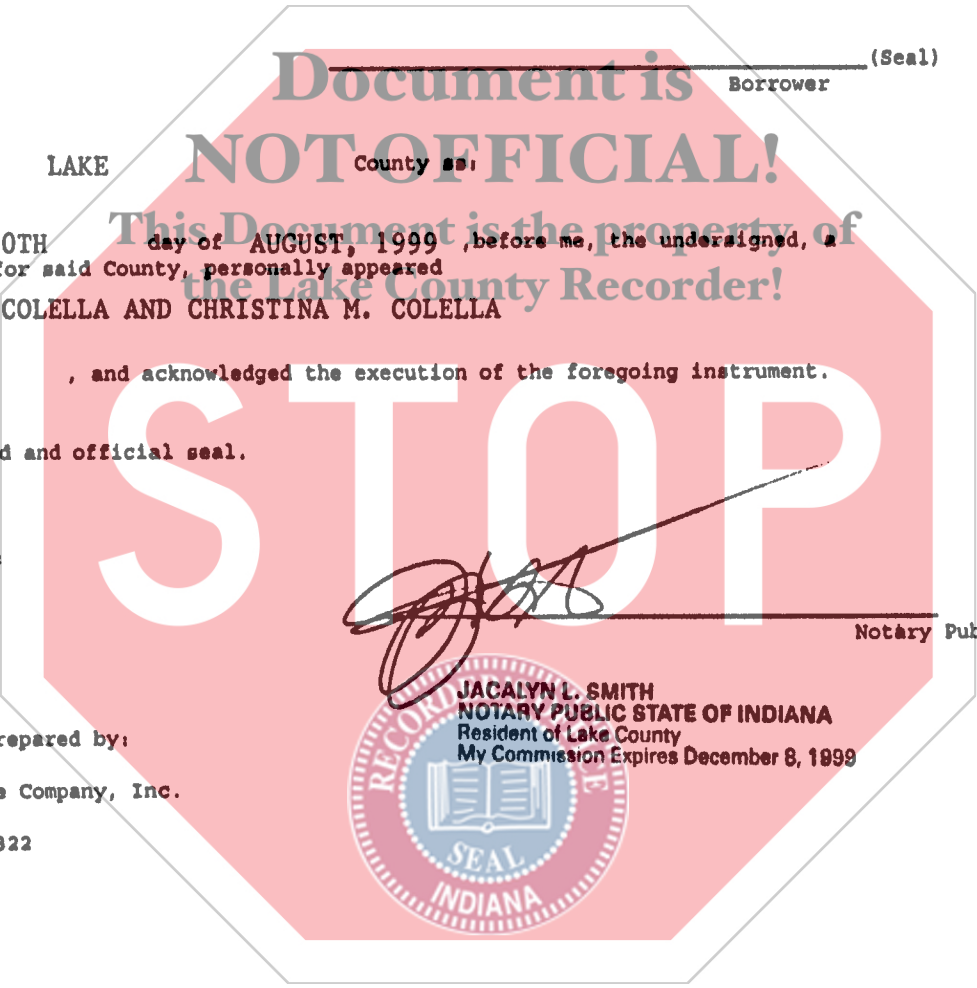 Document is
(Seal)
Borrower
NOT OFFICIAL!
LAKE County ss:
This Document is the property of
0TH day of AUGUST, 1999 ,before me, the undersigned, a
for said County, personally appeared
the Lake County Recorder!
COLELLA AND CHRISTINA M. COLELLA
, and acknowledged the execution of the foregoing instrument.
STOP
d and official seal.
Notary Pub
JACALYN L. SMITH
NOTARY PUBLIC STATE OF INDIANA
Resident of Lake County
My Commission Expires December 8, 1999
repared by:
e Company, Inc.
322
SEAL
INDIANA